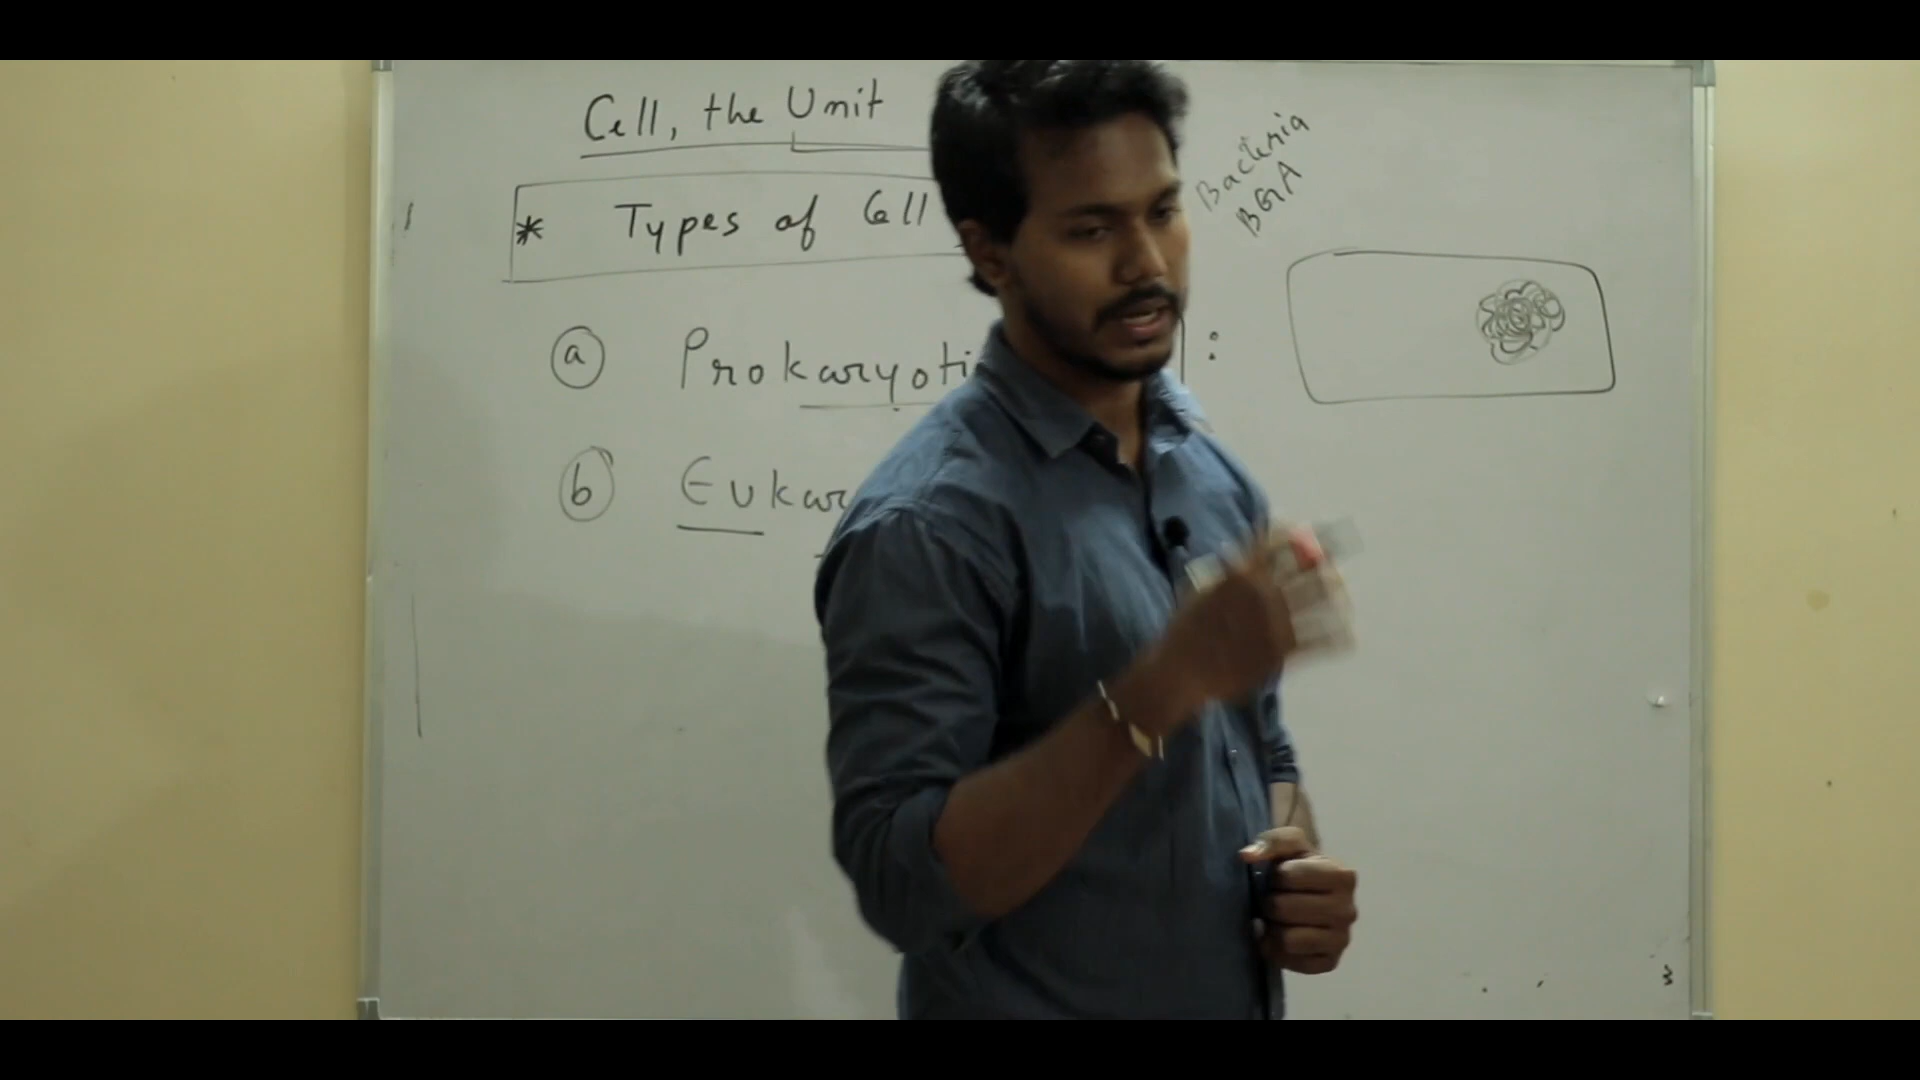 Cell, the Unit
* Types of Cell
Bacteria
BGA
a Prokaryoti
:
b Eukar